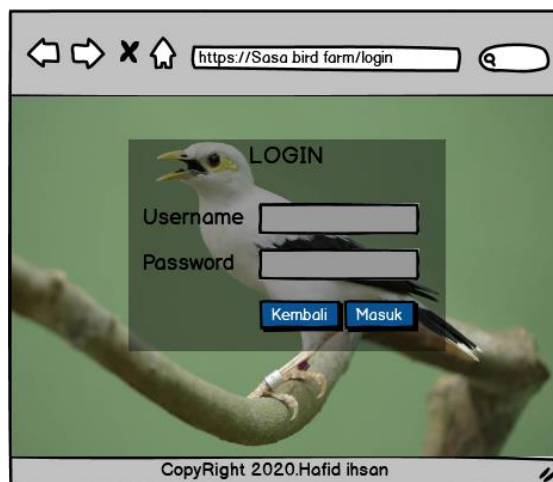 https://Sasa bird farm/login
LOGIN
Username
Password
Kembali Masuk
CopyRight 2020.Hafid ihsan